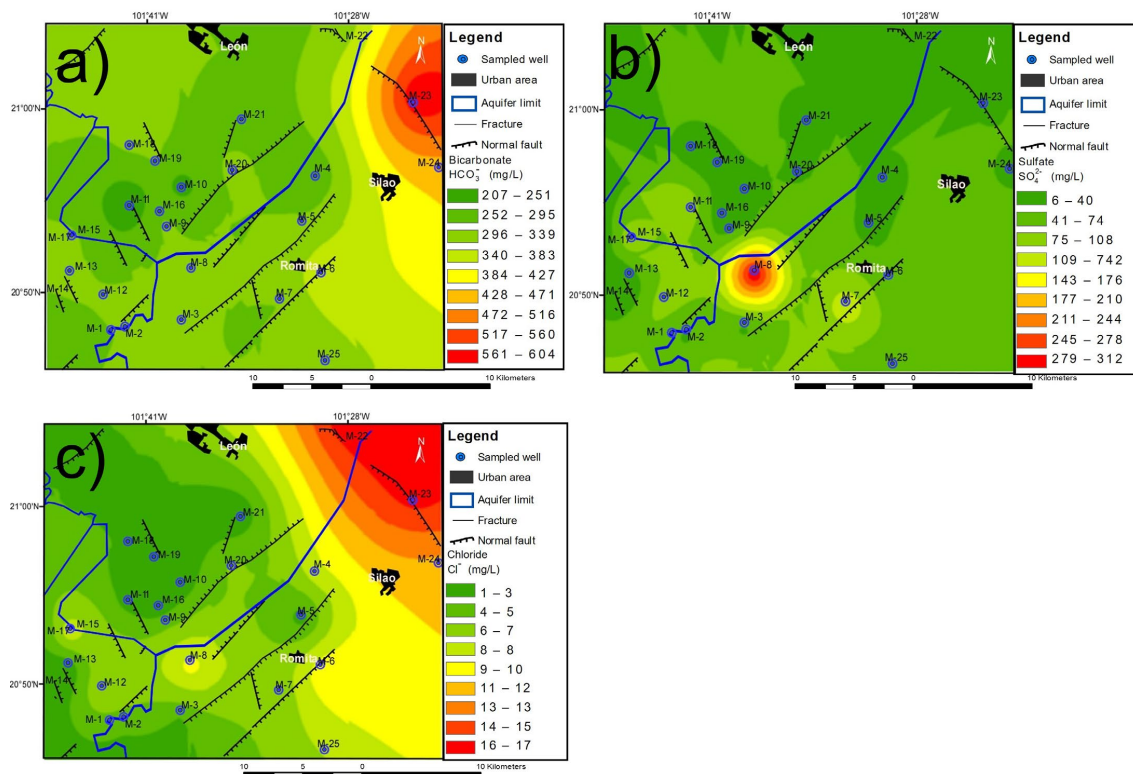 a)
101°41'W
101°28'W
21°00'N
20°50'N
León
M-22
M-23
M-21
M-18
M-19
M-20
M-4
M-24
Silao
M-10
M-11
M-16
M-9
M-5
M-15
M-17
M-8
Romita
M-6
M-13
M-14
M-12
M-7
M-3
M-1
M-2
M-25
N
Legend
Sampled well
Urban area
Aquifer limit
Fracture
Normal fault
Bicarbonate
HCO3- (mg/L)
207 – 251
252 – 295
296 – 339
340 – 383
384 – 427
428 – 471
472 – 516
517 – 560
561 – 604
10 5 0 10 Kilometers
b)
101°41'W
101°28'W
21°00'N
20°50'N
León
M-22
M-23
M-21
M-18
M-19
M-20
M-4
M-24
Silao
M-10
M-11
M-16
M-9
M-5
M-15
M-17
M-8
Romita
M-6
M-13
M-14
M-12
M-7
M-3
M-1
M-2
M-25
N
Legend
Sampled well
Urban area
Aquifer limit
Fracture
Normal fault
Sulfate
SO4 2- (mg/L)
6 – 40
41 – 74
75 – 108
109 – 742
143 – 176
177 – 210
211 – 244
245 – 278
279 – 312
10 5 0 10 Kilometers
c)
101°41'W
101°28'W
21°00'N
20°50'N
León
M-22
M-23
M-21
M-18
M-19
M-20
M-4
M-24
Silao
M-10
M-11
M-16
M-9
M-5
M-15
M-17
M-8
Romita
M-6
M-13
M-14
M-12
M-7
M-3
M-1
M-2
M-25
N
Legend
Sampled well
Urban area
Aquifer limit
Fracture
Normal fault
Chloride
Cl- (mg/L)
1 – 3
4 – 5
6 – 7
8 – 8
9 – 10
11 – 12
13 – 13
14 – 15
16 – 17
10 5 0 10 Kilometers